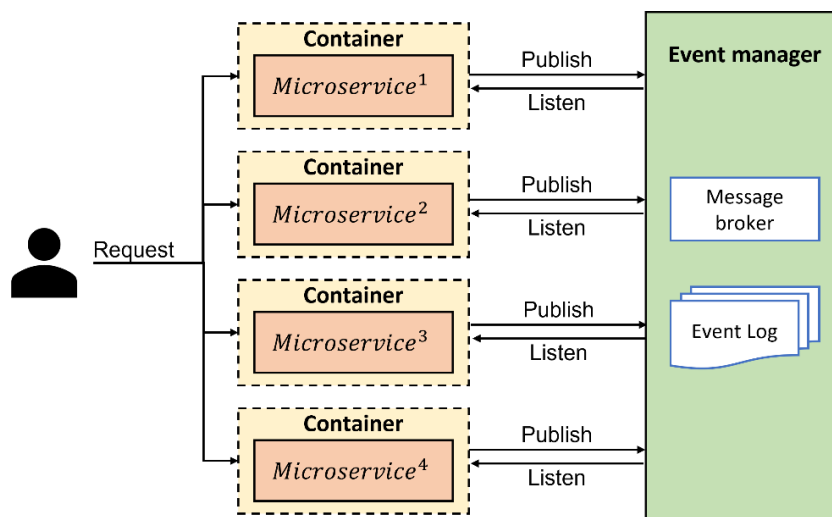 Container
Microservice¹
Publish
Listen
Event manager
Container
Microservice²
Publish
Listen
Message
broker
Request
Container
Microservice³
Publish
Listen
Event Log
Container
Microservice⁴
Publish
Listen